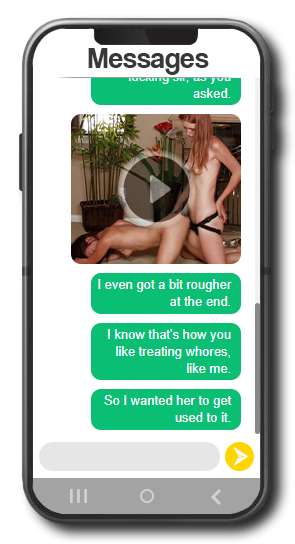 Messages
fucking sir, as you
asked.
I even got a bit rougher
at the end.
I know that's how you
like treating whores,
like me.
So I wanted her to get
used to it.